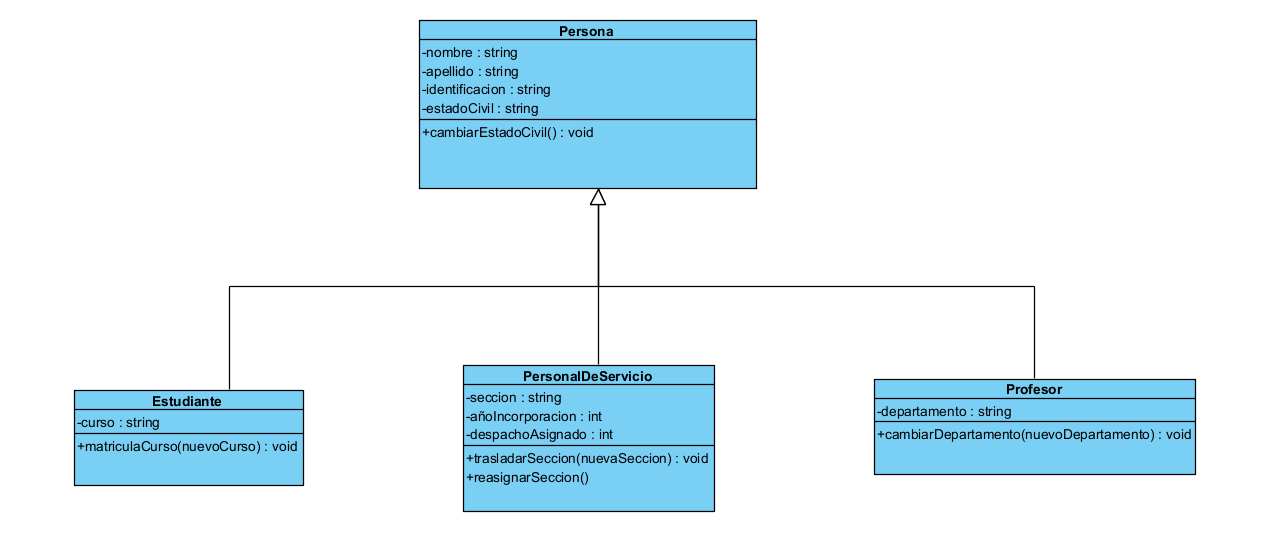 Persona
-nombre : string
-apellido : string
-identificacion : string
-estadoCivil : string
+cambiarEstadoCivil() : void
Estudiante
-curso : string
+matriculaCurso(nuevoCurso) : void
PersonalDeServicio
-seccion : string
-añoIncorporacion : int
-despachoAsignado : int
+trasladarSeccion(nuevaSeccion) : void
+reasignarSeccion()
Profesor
-departamento : string
+cambiarDepartamento(nuevoDepartamento) : void